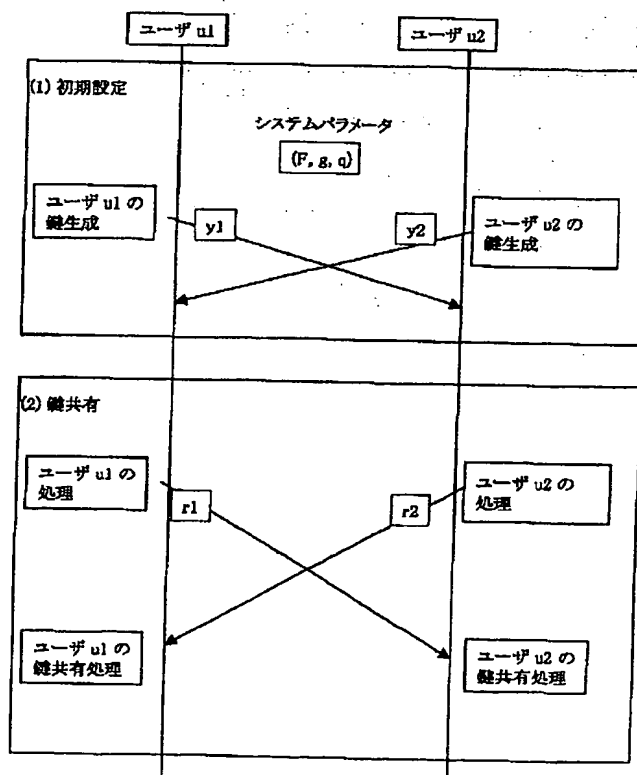 ユーザ u1
ユーザ u2
(1) 初期設定
システムパラメータ
(F, g, q)
ユーザ u1 の
鍵生成
y1
y2
ユーザ u2 の
鍵生成
(2) 鍵共有
ユーザ u1 の
処理
r1
r2
ユーザ u2 の
処理
ユーザ u1 の
鍵共有処理
ユーザ u2 の
鍵共有処理